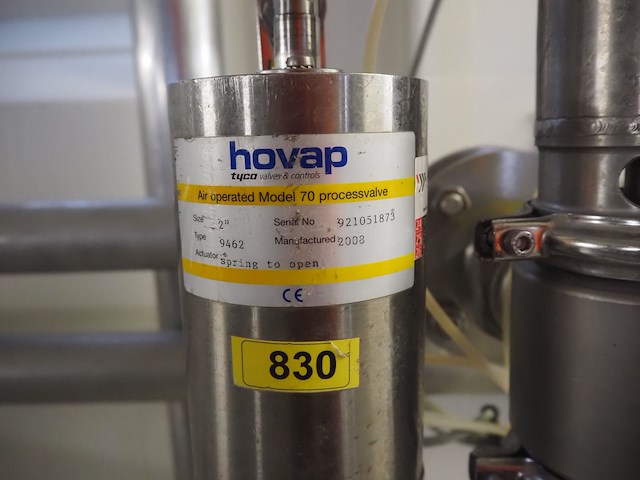 hovap
tyco valves & controls
Air operated Model 70 processvalve
Size 2" Serial No 921051873
Type 9462 Manufactured 2008
Actuator spring to open
CE
830